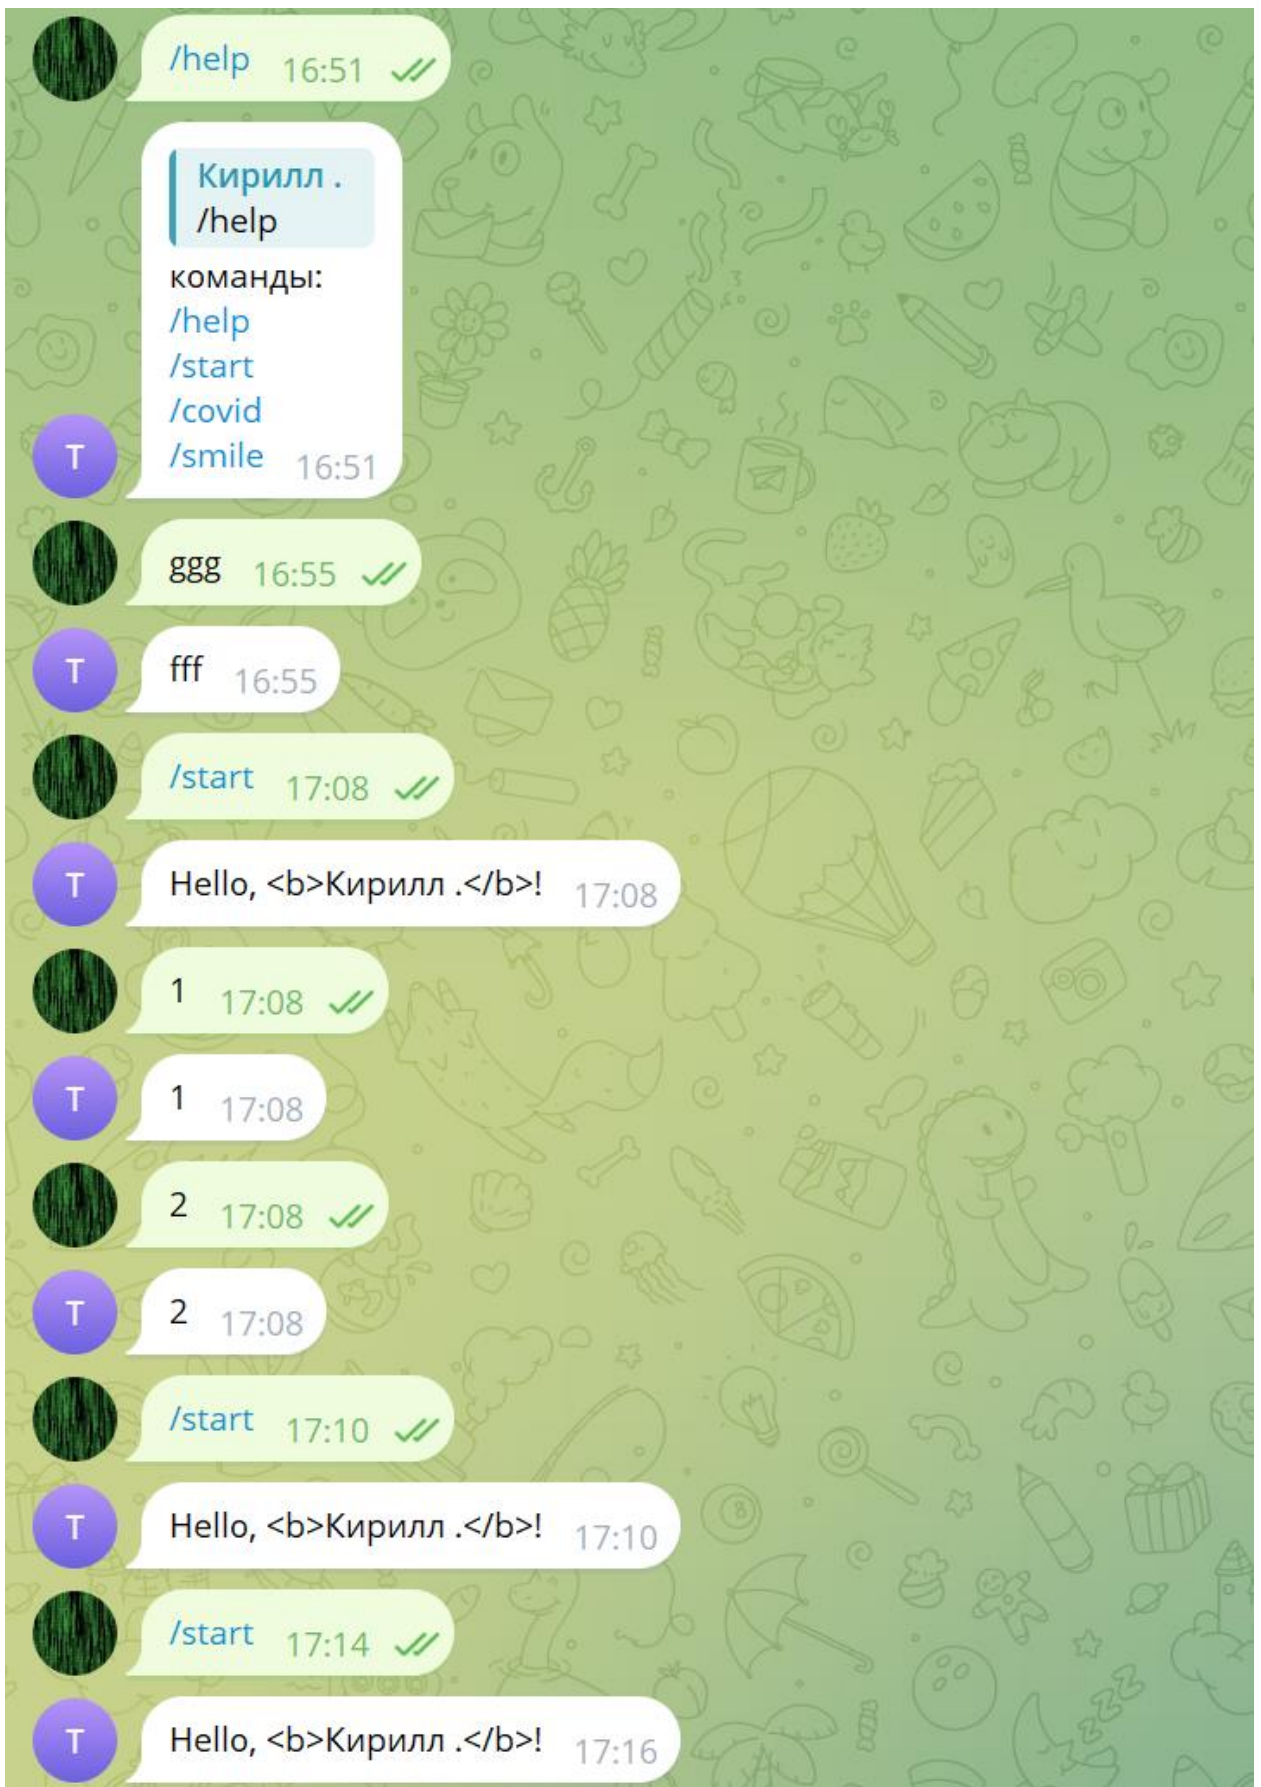 /help 16:51
Кирилл .
/help
команды:
/help
/start
/covid
T
/smile 16:51
ggg 16:55
T
fff 16:55
/start 17:08
T
Hello, <b>Кирилл .</b>! 17:08
1 17:08
T
1 17:08
2 17:08
T
2 17:08
/start 17:10
T
Hello, <b>Кирилл .</b>! 17:10
/start 17:14
T
Hello, <b>Кирилл .</b>! 17:16